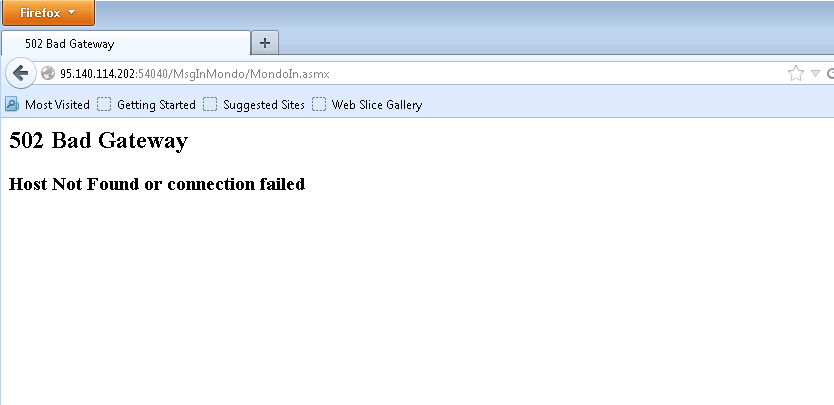 Firefox
502 Bad Gateway
95.140.114.202:54040/MsgInMondo/MondoIn.asmx
Most Visited Getting Started Suggested Sites Web Slice Gallery
502 Bad Gateway
Host Not Found or connection failed